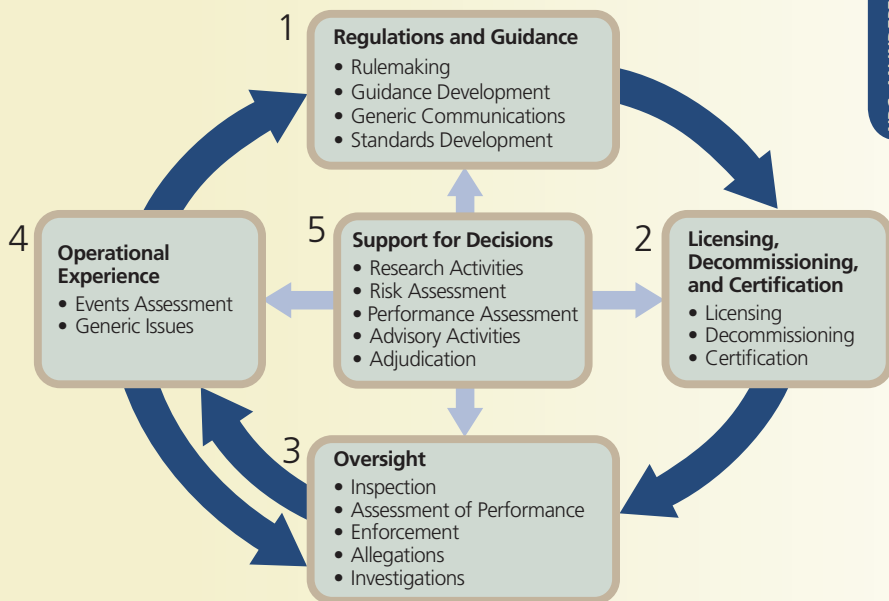 1
Regulations and Guidance
• Rulemaking
• Guidance Development
• Generic Communications
• Standards Development
2
Licensing,
Decommissioning,
and Certification
• Licensing
• Decommissioning
• Certification
3
Oversight
• Inspection
• Assessment of Performance
• Enforcement
• Allegations
• Investigations
4
Operational
Experience
• Events Assessment
• Generic Issues
5
Support for Decisions
• Research Activities
• Risk Assessment
• Performance Assessment
• Advisory Activities
• Adjudication